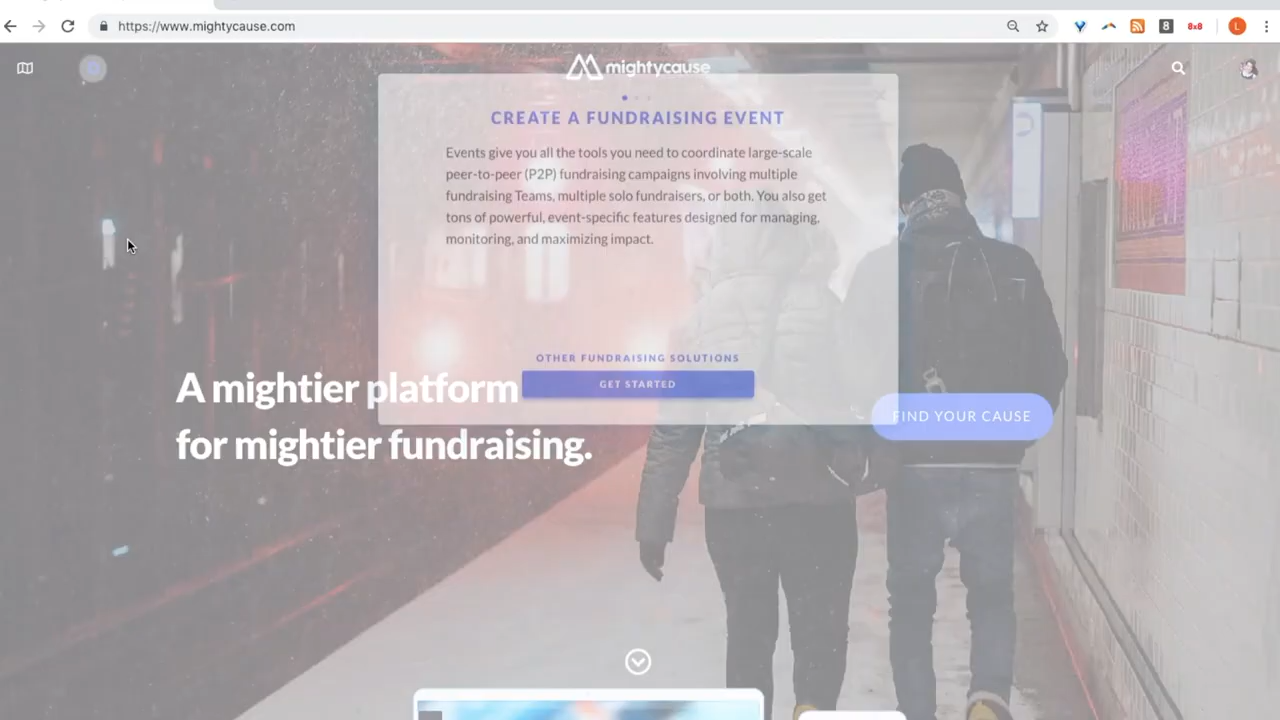 https://www.mightycause.com
8
8x8
L
mightycause
CREATE A FUNDRAISING EVENT
Events give you all the tools you need to coordinate large-scale
peer-to-peer (P2P) fundraising campaigns involving multiple
fundraising Teams, multiple solo fundraisers, or both. You also get
tons of powerful, event-specific features designed for managing,
monitoring, and maximizing impact.
OTHER FUNDRAISING SOLUTIONS
GET STARTED
A mightier platform
for mightier fundraising.
FIND YOUR CAUSE